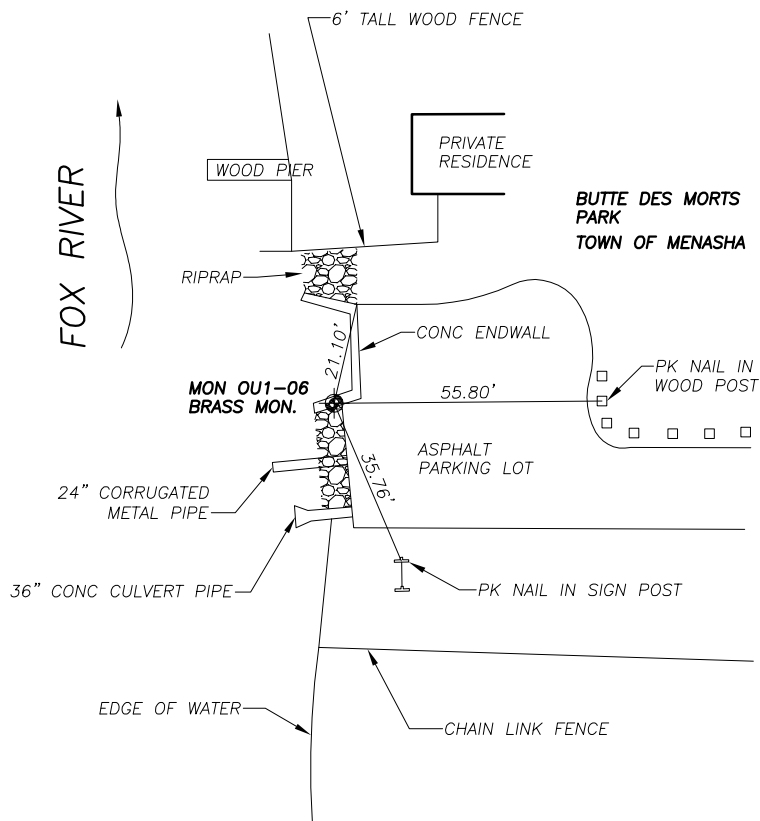 6' TALL WOOD FENCE
PRIVATE
RESIDENCE
WOOD PIER
BUTTE DES MORTS
PARK
TOWN OF MENASHA
FOX RIVER
RIPRAP
CONC ENDWALL
21.10'
PK NAIL IN
WOOD POST
MON OU1-06
BRASS MON.
55.80'
35.76'
ASPHALT
PARKING LOT
24" CORRUGATED
METAL PIPE
36" CONC CULVERT PIPE
PK NAIL IN SIGN POST
EDGE OF WATER
CHAIN LINK FENCE